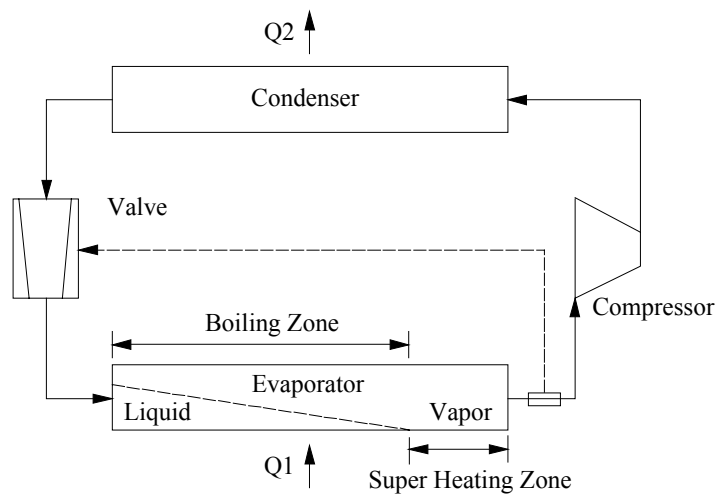 Q2
Condenser
Valve
Compressor
Boiling Zone
Evaporator
Liquid
Vapor
Q1
Super Heating Zone